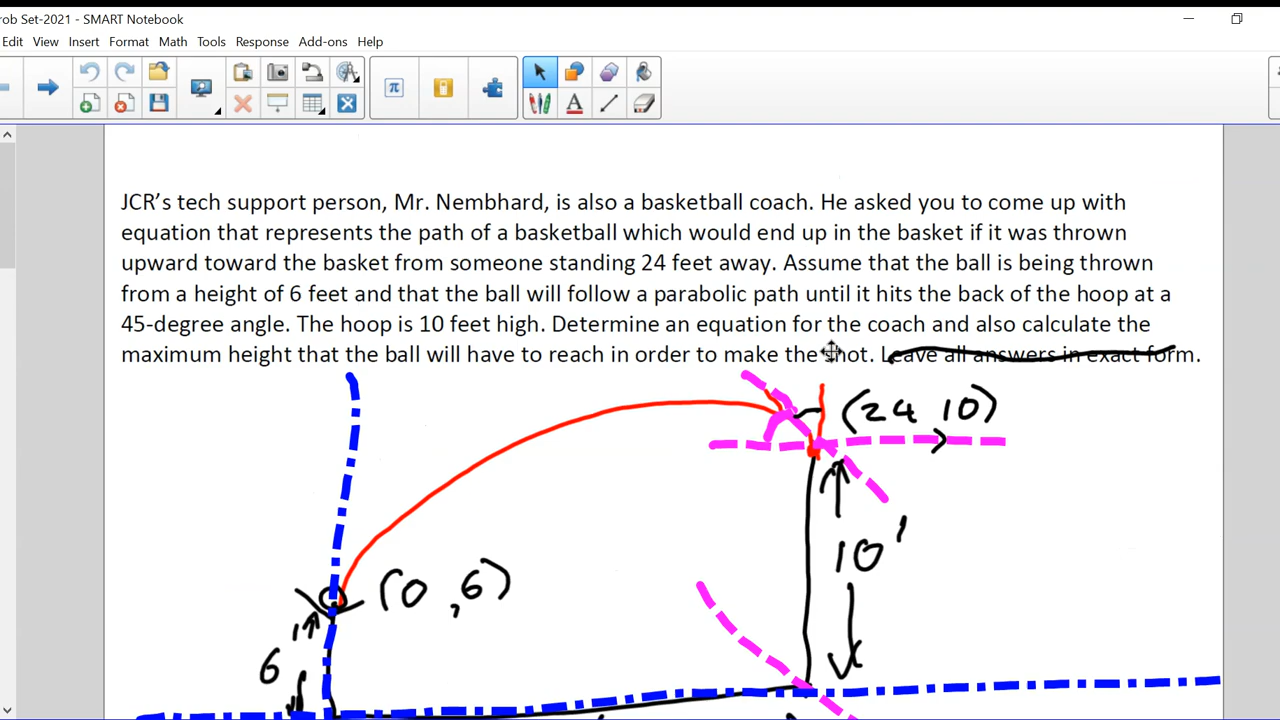 rob Set-2021 - SMART Notebook
Edit View Insert Format Math Tools Response Add-ons Help
JCR's tech support person, Mr. Nembhard, is also a basketball coach. He asked you to come up with
equation that represents the path of a basketball which would end up in the basket if it was thrown
upward toward the basket from someone standing 24 feet away. Assume that the ball is being thrown
from a height of 6 feet and that the ball will follow a parabolic path until it hits the back of the hoop at a
45-degree angle. The hoop is 10 feet high. Determine an equation for the coach and also calculate the
maximum height that the ball will have to reach in order to make the shot. Leave all answers in exact form.
(24 10)
10'
(0,6)
6'